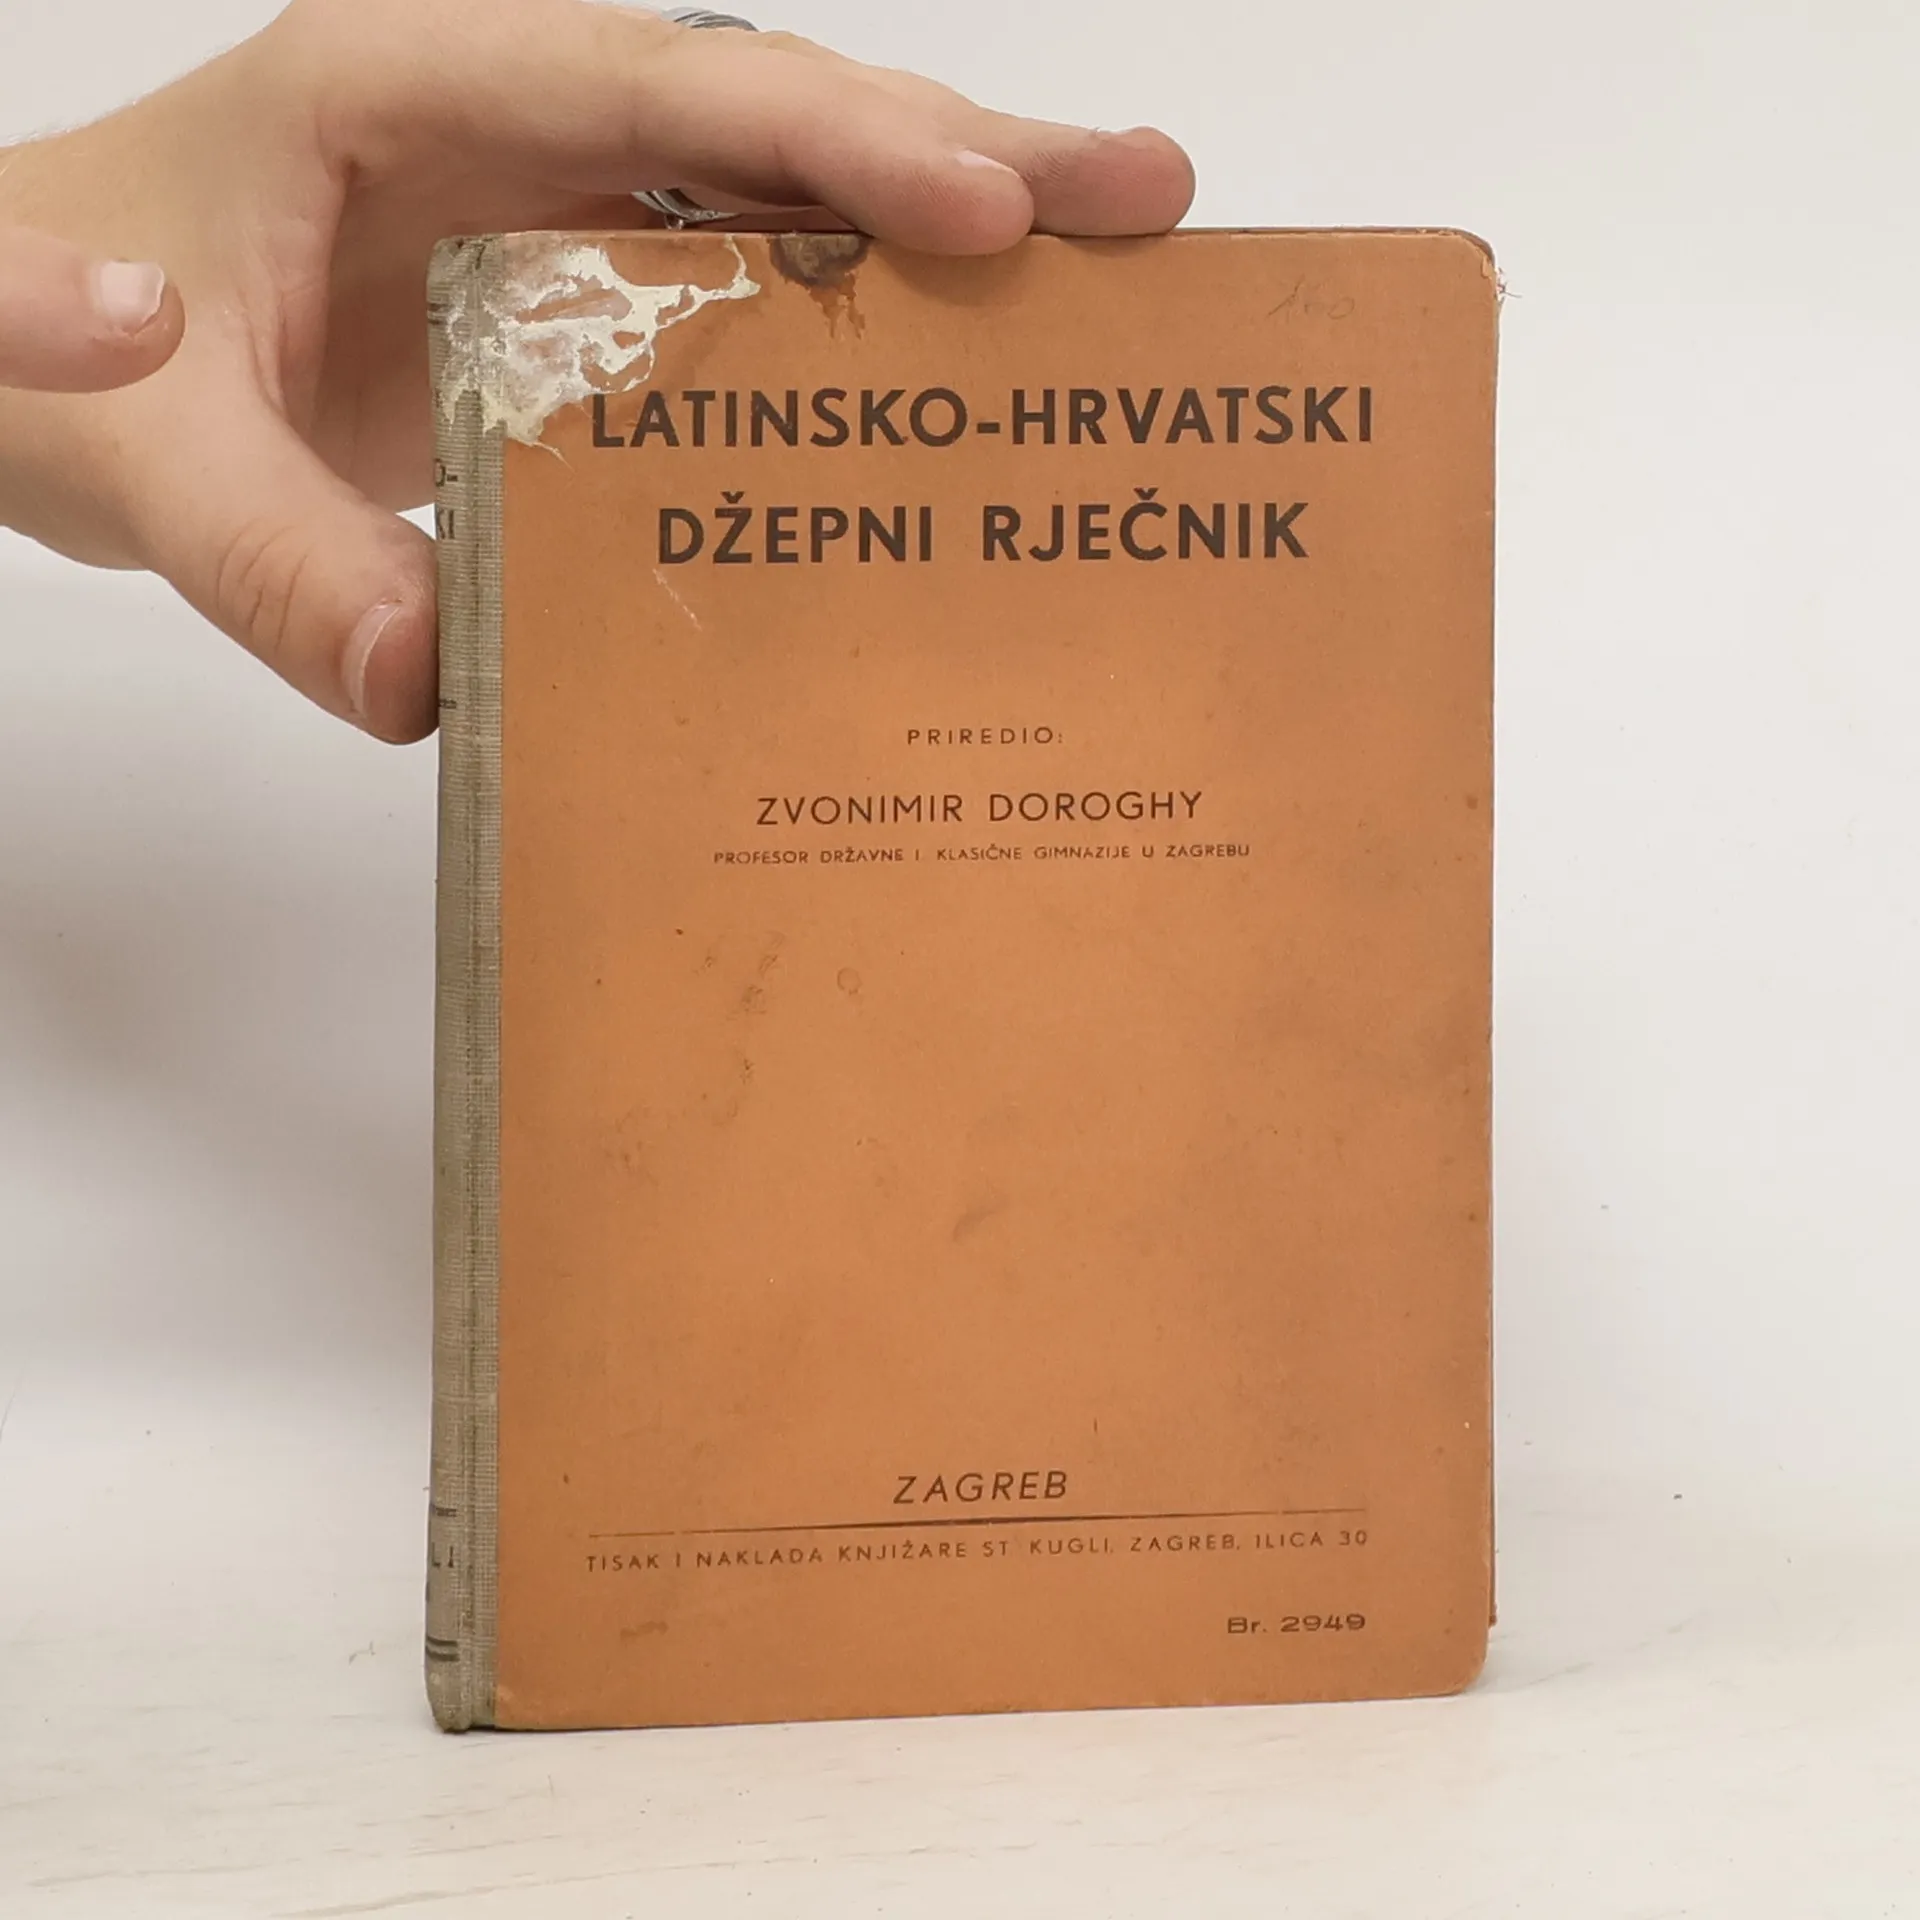 LATINSKO-HRVATSKI
DŽEPNI RJEČNIK
PRIREDIO:
ZVONIMIR DOROGHY
PROFESOR DRŽAVNE I. KLASIČNE GIMNAZIJE U ZAGREBU
ZAGREB
TISAK I NAKLADA KNJIŽARE ST. KUGLI, ZAGREB, ILICA 30
Br. 2949